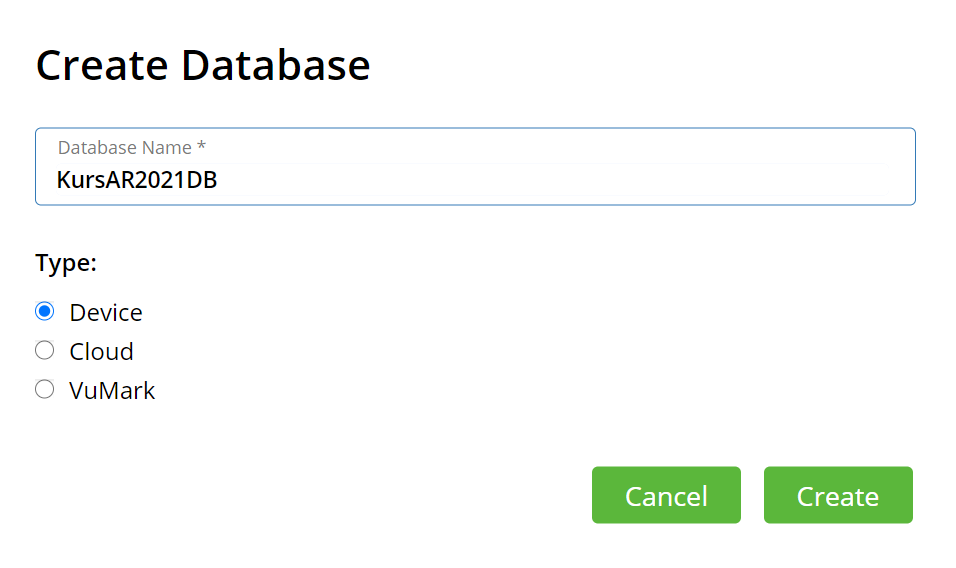 Create Database
Database Name *
KursAR2021DB
Type:
Device
Cloud
VuMark
Cancel
Create